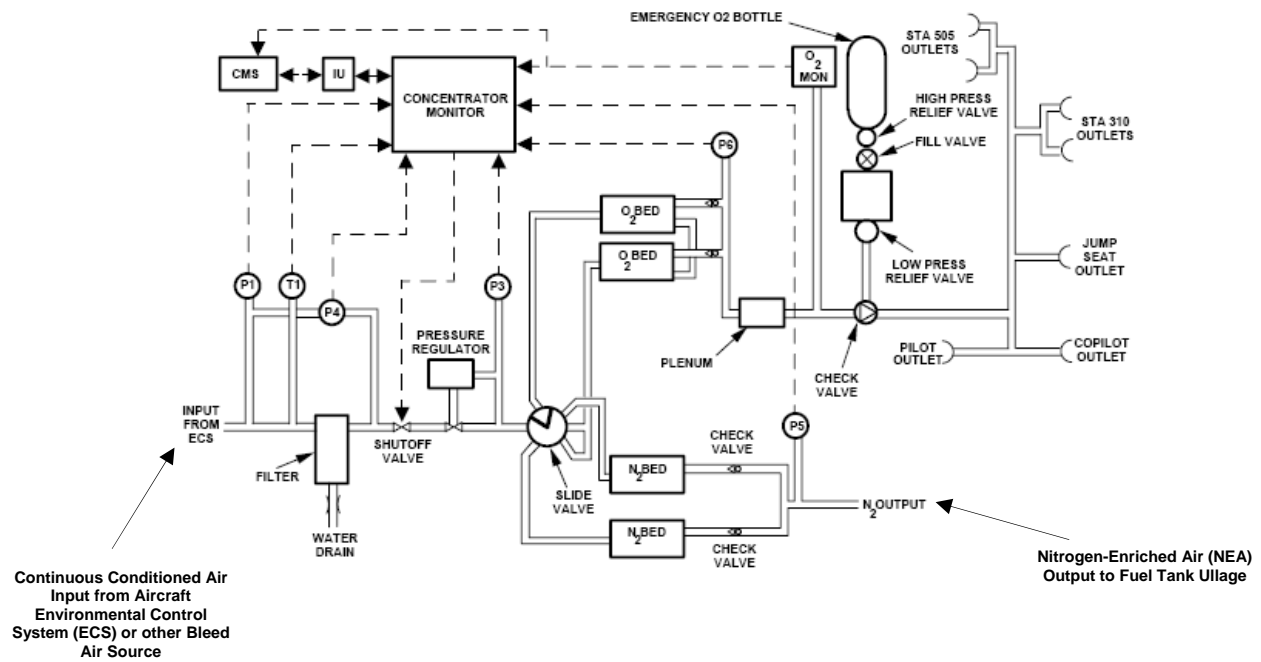 EMERGENCY O2 BOTTLE
STA 505
OUTLETS
CMS
IU
CONCENTRATOR
MONITOR
O2
MON
HIGH PRESS
RELIEF VALVE
STA 310
OUTLETS
FILL VALVE
P6
O2 BED
O2 BED
LOW PRESS
RELIEF VALVE
JUMP
SEAT
OUTLET
P1
T1
P4
P3
PRESSURE
REGULATOR
PLENUM
CHECK
VALVE
PILOT
OUTLET
COPILOT
OUTLET
INPUT
FROM
ECS
FILTER
SHUTOFF
VALVE
SLIDE
VALVE
CHECK
VALVE
P5
N2 BED
N2 BED
CHECK
VALVE
N2 OUTPUT
WATER
DRAIN
Continuous Conditioned Air
Input from Aircraft
Environmental Control
System (ECS) or other Bleed
Air Source
Nitrogen-Enriched Air (NEA)
Output to Fuel Tank Ullage